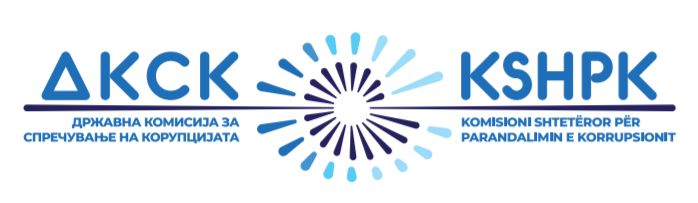 ДКСК
ДРЖАВНА КОМИСИЈА ЗА
СПРЕЧУВАЊЕ НА КОРУПЦИЈАТА
KSHPK
KOMISIONI SHTETËROR PËR
PARANDALIMIN E KORRUPSIONIT